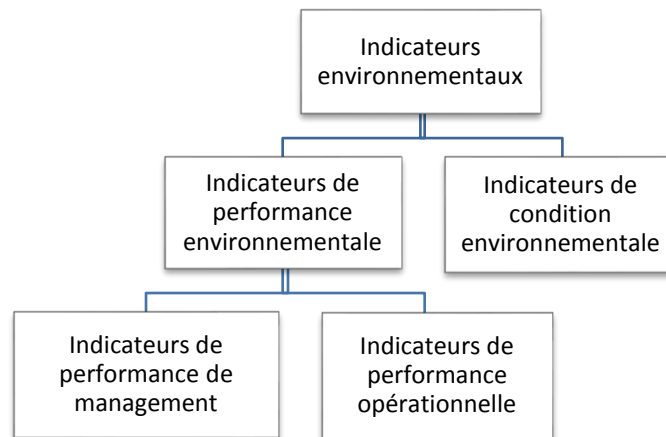 Indicateurs
environnementaux
Indicateurs de
performance
environnementale
Indicateurs de
condition
environnementale
Indicateurs de
performance de
management
Indicateurs de
performance
opérationnelle